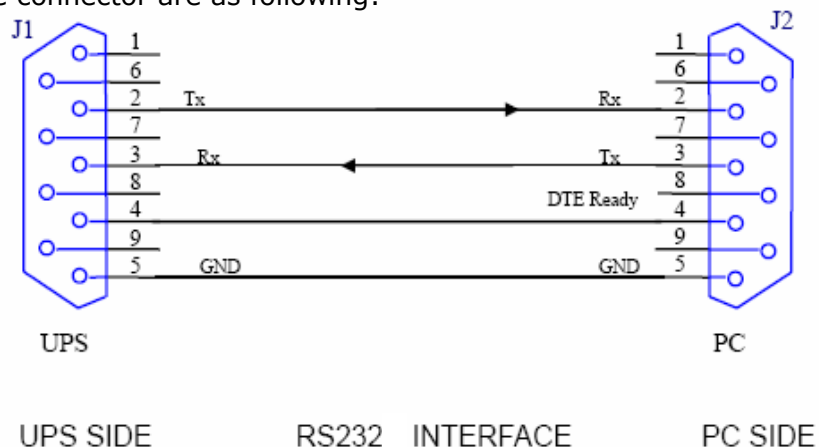 e connector are as following:
J1 J2
1 1
6 6
2 Tx Rx 2
7 7
3 Rx Tx 3
8 8
DTE Ready
4 4
9 9
5 GND GND 5
UPS PC
UPS SIDE RS232 INTERFACE PC SIDE